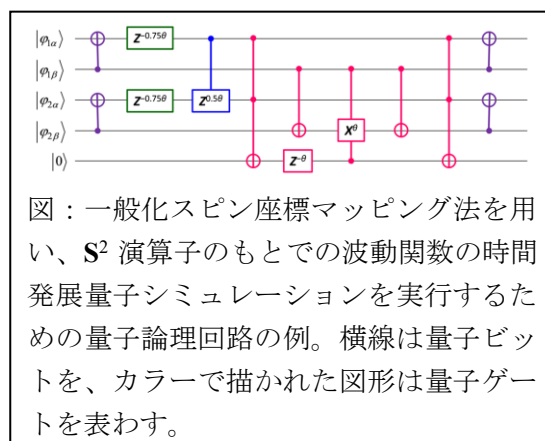 |φ1α⟩ Z^−0.75θ
|φ1β⟩
|φ2α⟩ Z^−0.75θ Z^0.5θ
|φ2β⟩ X^θ
|0⟩ Z^−θ
図：一般化スピン座標マッピング法を用
い、S² 演算子のもとでの波動関数の時間
発展量子シミュレーションを実行するた
めの量子論理回路の例。横線は量子ビッ
トを、カラーで描かれた図形は量子ゲー
トを表わす。